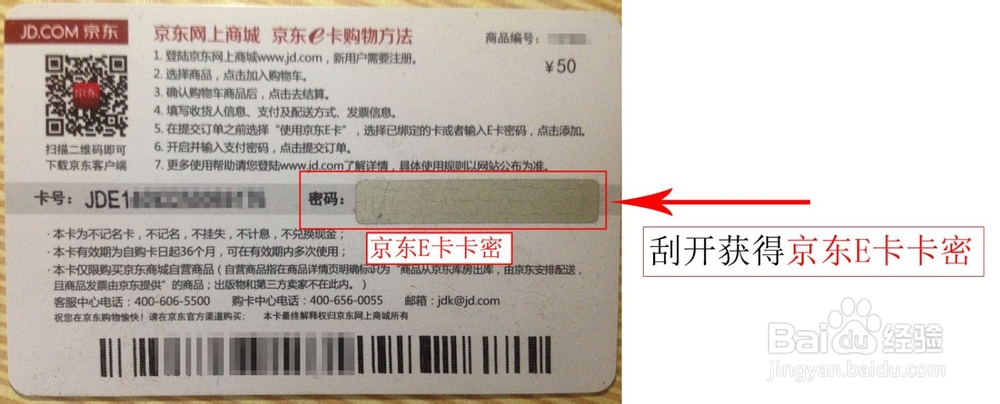 JD.COM 京东
京东网上商城 京东e卡购物方法
商品编号：
¥50
1. 登陆京东网上商城www.jd.com，新用户需要注册。
2. 选择商品，点击加入购物车。
3. 确认购物车商品后，点击去结算。
4. 填写收货人信息、支付及配送方式、发票信息。
5. 在提交订单之前选择“使用京东E卡”，选择已绑定的卡或者输入E卡密码，点击添加。
6. 开启并输入支付密码，点击提交订单。
7. 更多使用帮助请您登陆www.jd.com了解详情，具体使用规则以网站公布为准。
京东
扫描二维码即可
下载京东客户端
卡号：JDE1
密码：
京东E卡卡密
刮开获得京东E卡卡密
·本卡为不记名卡，不记名，不挂失，不计息，不兑换现金；
·本卡有效期为自购卡日起36个月，可在有效期内多次使用；
·本卡仅限购买京东商城自营商品（自营商品指在商品详情页明确标识为“商品从京东库房出库，由京东安排配送，
且商品发票由京东提供”的商品；出版物和第三方卖家不在此内。）
客服中心电话：400-606-5500 购卡中心电话：400-656-0055 邮箱：jdk@jd.com
祝您在京东购物愉快！请在京东官方渠道购买： 本卡最终解释权归京东网上商城所有
Baidu经验
jingyan.baidu.com